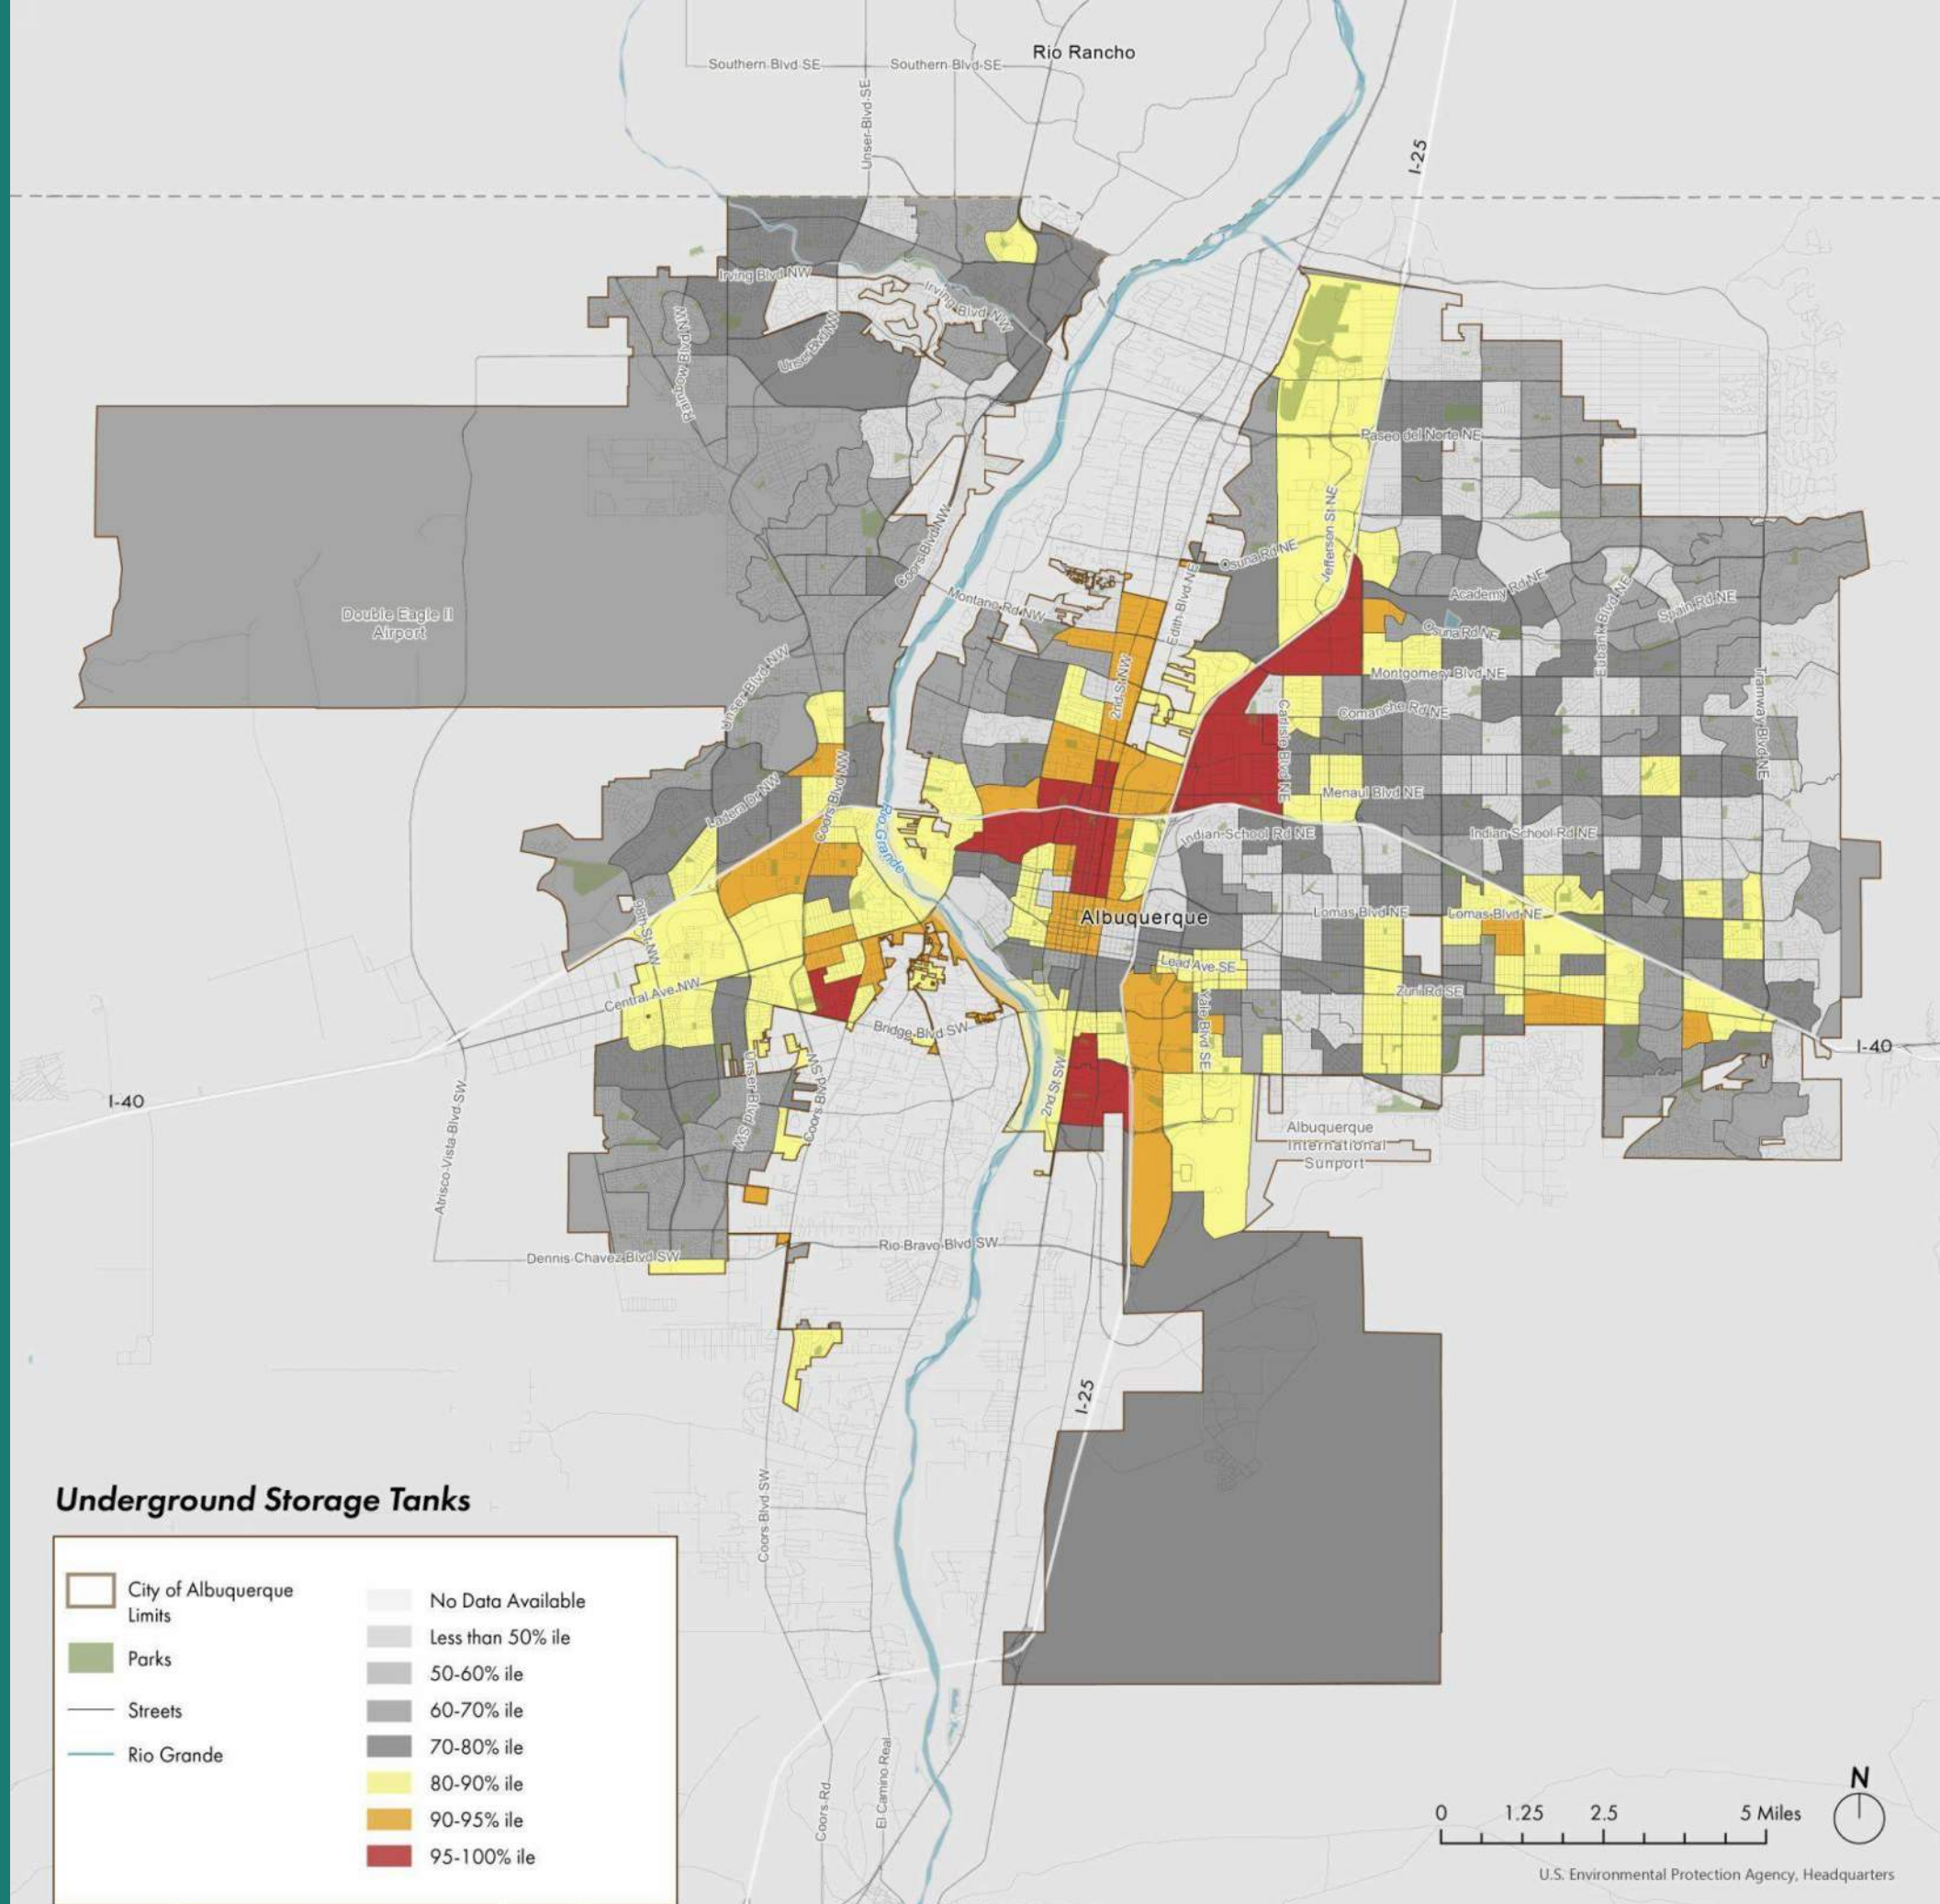 Rio Rancho
Southern Blvd SE
Southern Blvd SE
Unser Blvd SE
I-25
Irving Blvd NW
Irving Blvd NW
Rainbow Blvd NW
Unser Blvd NW
Paseo del Norte NE
Jefferson St NE
Coors Blvd NW
Osuna Rd NE
Montano Rd NW
Edith Blvd NE
Academy Rd NE
Eubank Blvd NE
Spain Rd NE
Osuna Rd NE
Double Eagle II
Airport
Unser Blvd NW
2nd St NW
Montgomery Blvd NE
Comanche Rd NE
Carlisle Blvd NE
Tramway Blvd NE
Ladera Dr NW
Coors Blvd NW
Rio Grande
Menaul Blvd NE
Indian School Rd NE
Indian School Rd NE
98th St NW
Albuquerque
Lomas Blvd NE
Lomas Blvd NE
Central Ave NW
Lead Ave SE
Zuni Rd SE
Yale Blvd SE
Bridge Blvd SW
I-40
I-40
Unser Blvd SW
Coors Blvd SW
2nd St SW
Atrisco Vista Blvd SW
Albuquerque
International
Sunport
Rio Bravo Blvd SW
Dennis Chavez Blvd SW
I-25
Coors Blvd SW
El Camino Real
Coors Rd
Underground Storage Tanks
City of Albuquerque
Limits
Parks
Streets
Rio Grande
No Data Available
Less than 50% ile
50-60% ile
60-70% ile
70-80% ile
80-90% ile
90-95% ile
95-100% ile
N
0 1.25 2.5 5 Miles
U.S. Environmental Protection Agency, Headquarters